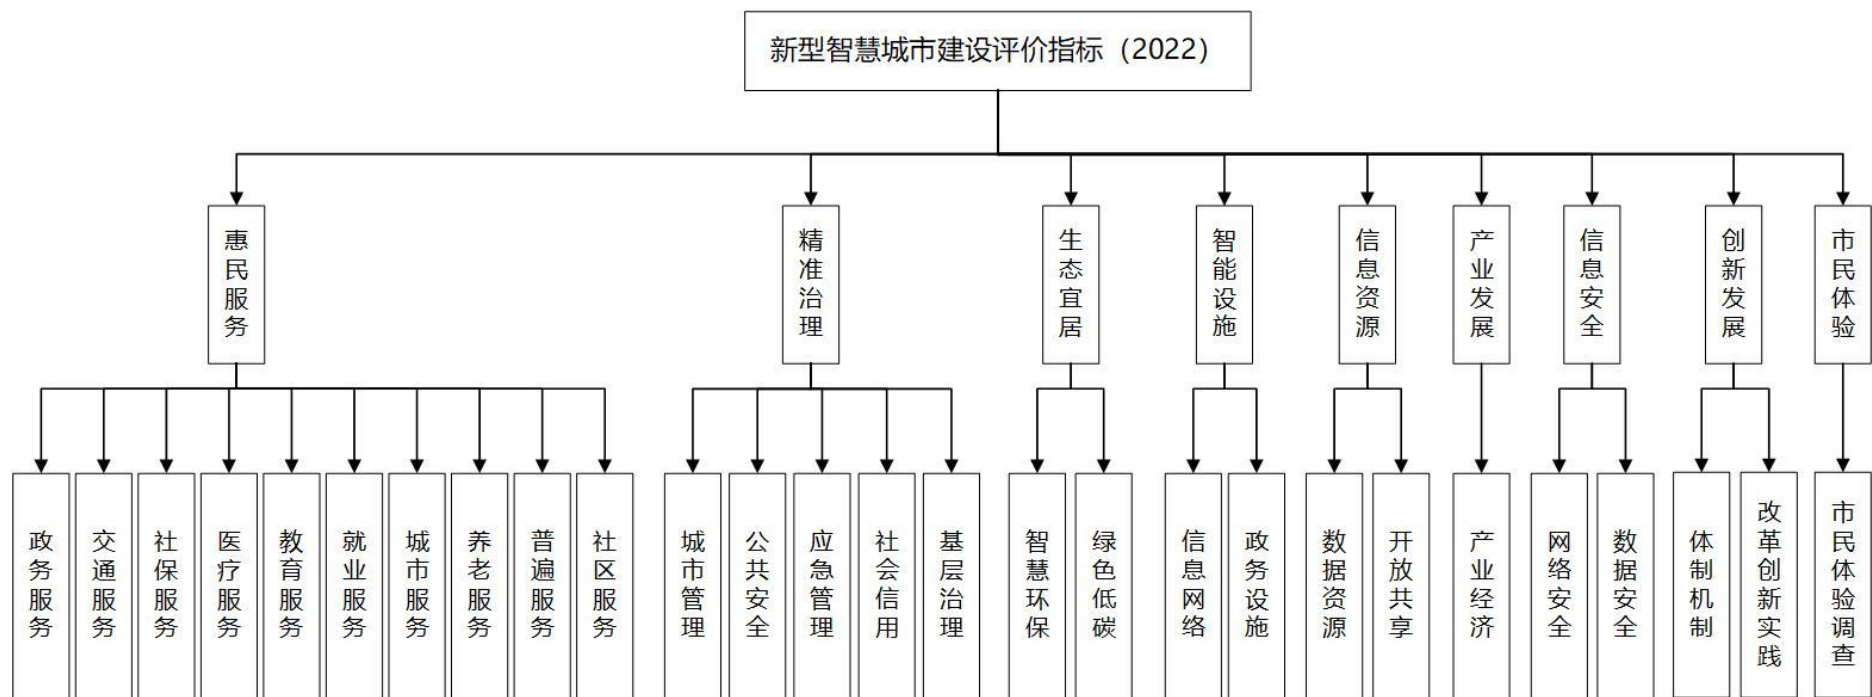 新型智慧城市建设评价指标（2022）
惠民服务
精准治理
生态宜居
智能设施
信息资源
产业发展
信息安全
创新发展
市民体验
政务服务
交通服务
社保服务
医疗服务
教育服务
就业服务
城市服务
养老服务
普遍服务
社区服务
城市管理
公共安全
应急管理
社会信用
基层治理
智慧环保
绿色低碳
信息网络
政务设施
数据资源
开放共享
产业经济
网络安全
数据安全
体制机制
改革创新实践
市民体验调查